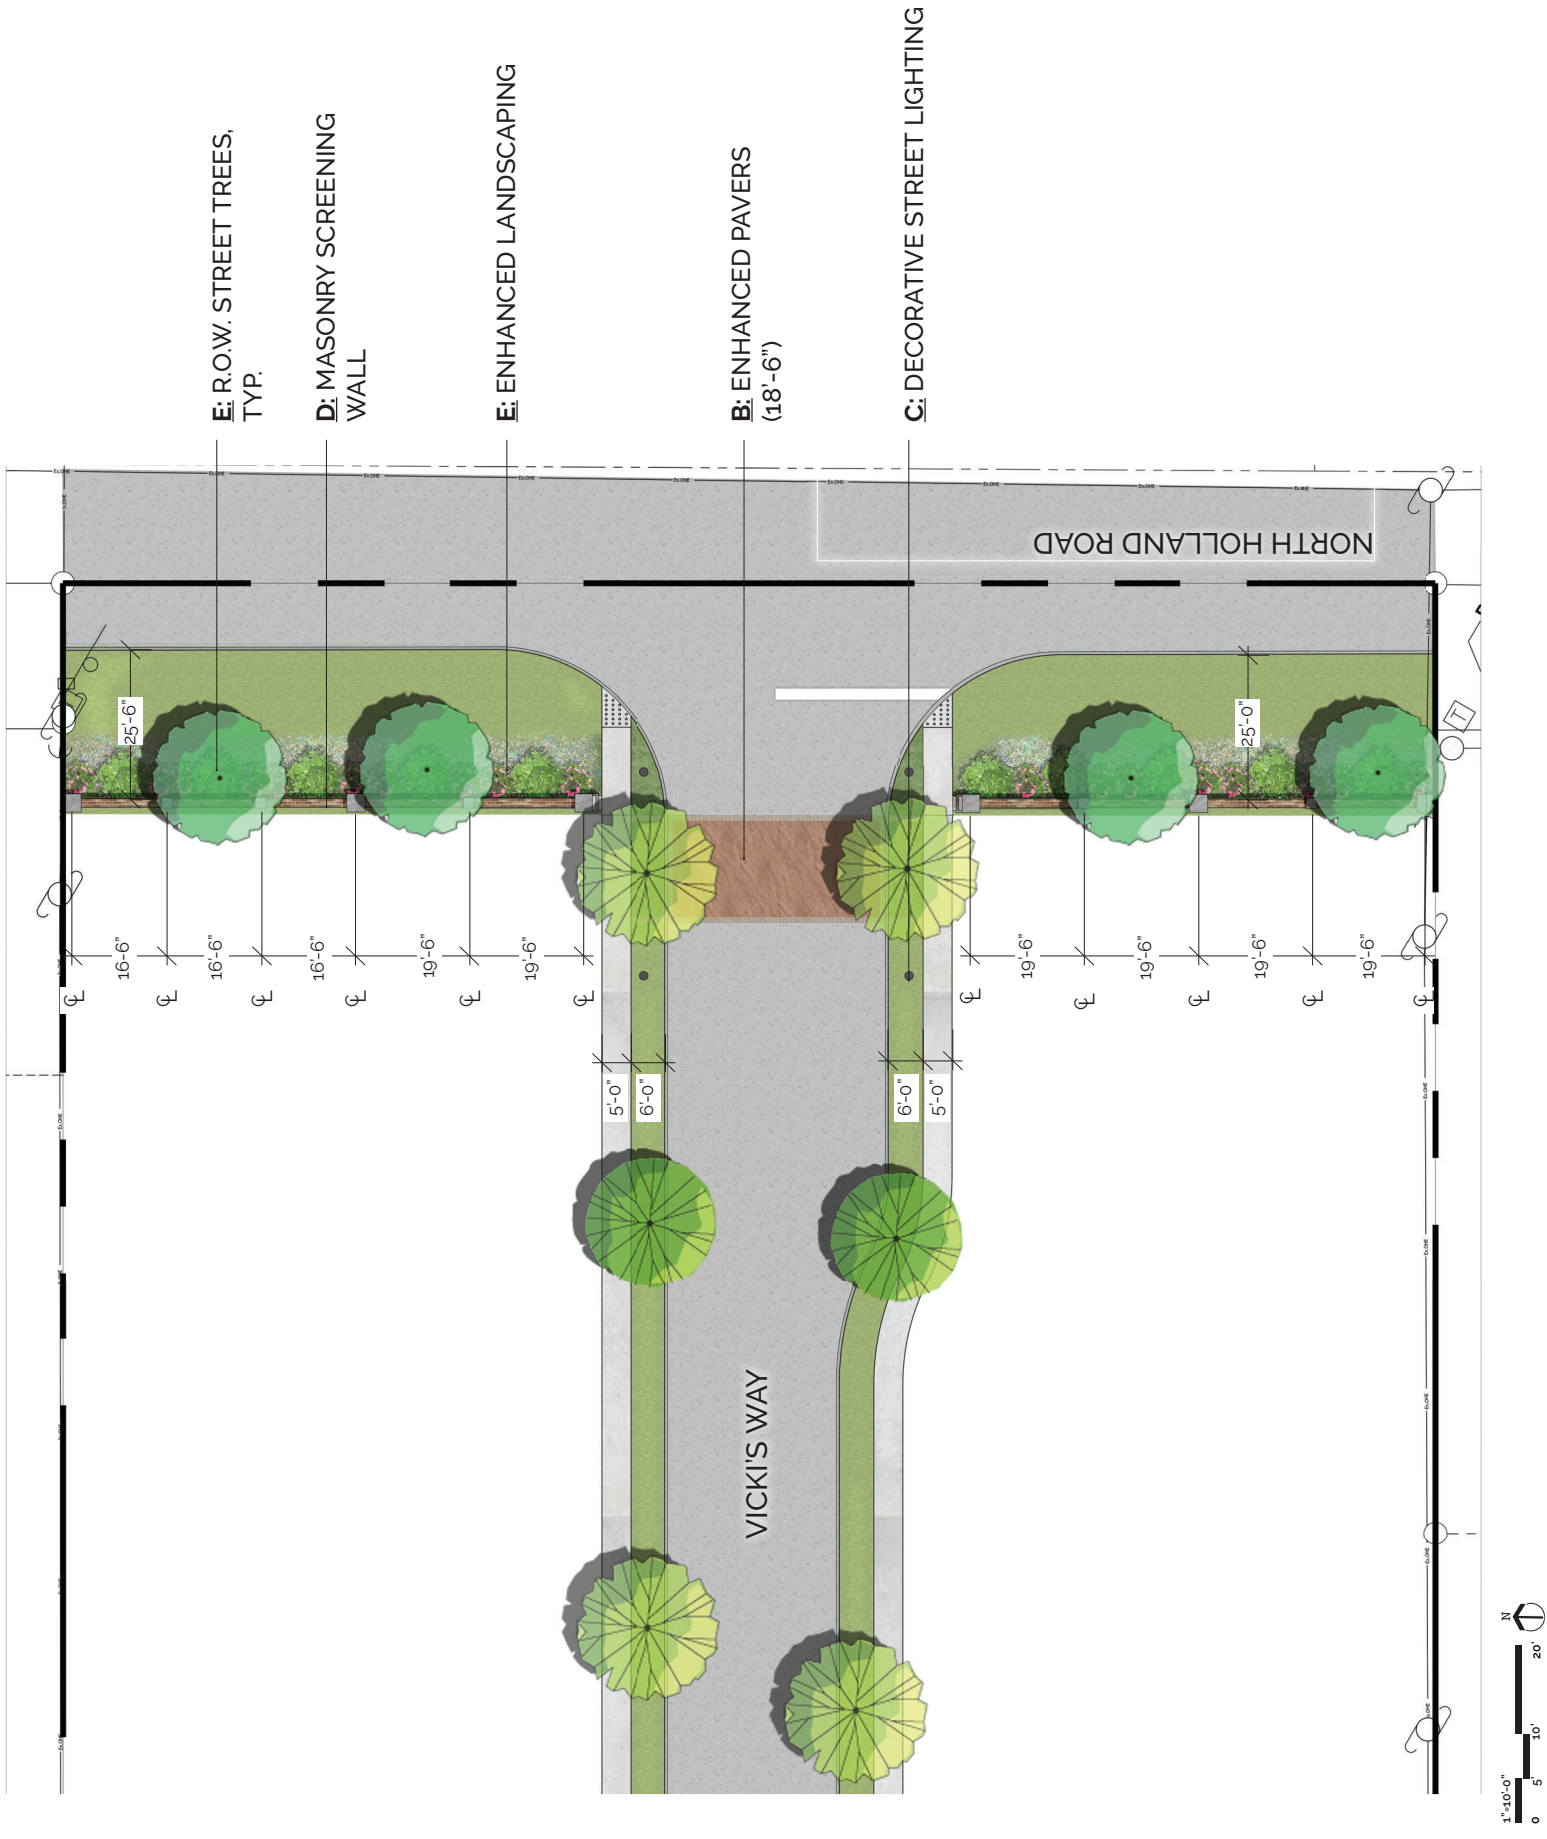 E: R.O.W. STREET TREES,
TYP.
D: MASONRY SCREENING
WALL
E: ENHANCED LANDSCAPING
B: ENHANCED PAVERS
(18'-6")
C: DECORATIVE STREET LIGHTING
NORTH HOLLAND ROAD
25'-6"
25'-0"
16'-6"
16'-6"
16'-6"
19'-6"
19'-6"
19'-6"
19'-6"
19'-6"
19'-6"
5'-0"
6'-0"
6'-0"
5'-0"
VICKI'S WAY
T
N
1"=10'-0"
0 5' 10' 20'